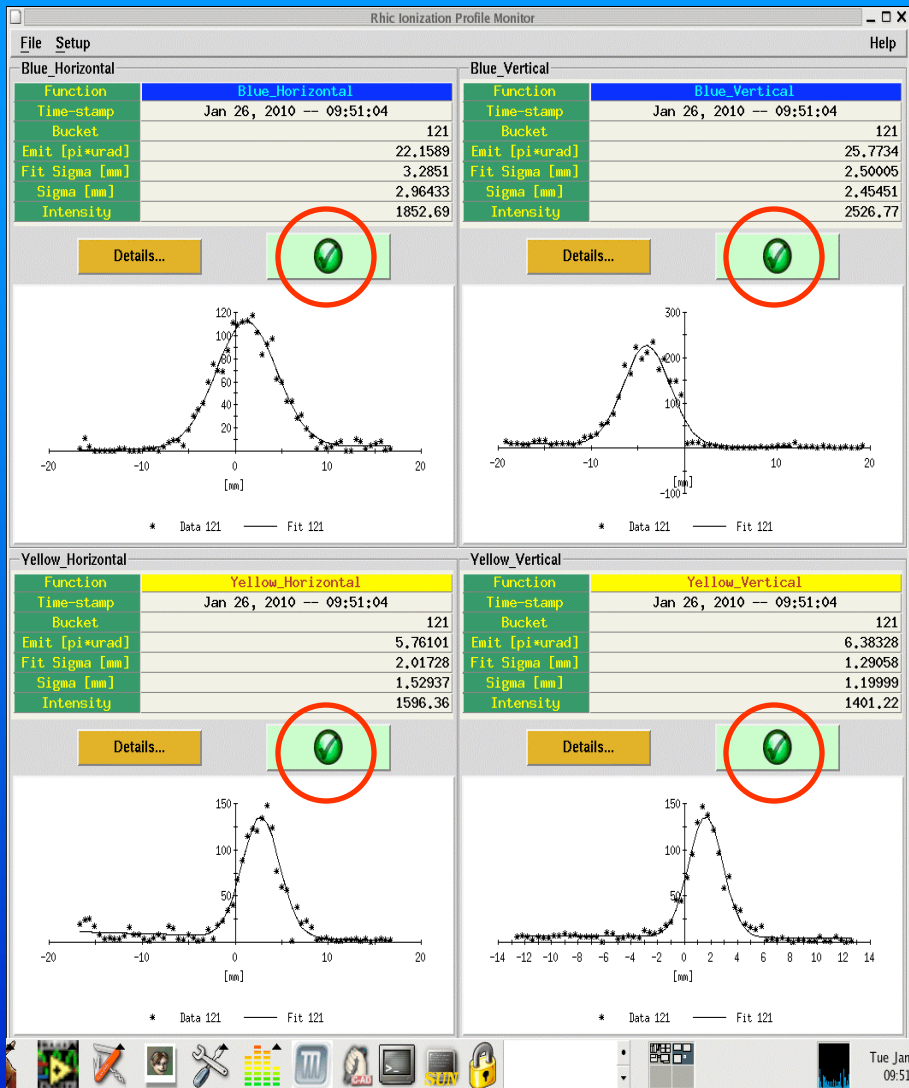 Rhic Ionization Profile Monitor
File Setup Help
Blue_Horizontal
Function Blue_Horizontal
Time-stamp Jan 26, 2010 -- 09:51:04
Bucket 121
Emit [pi*urad] 22.1589
Fit Sigma [mm] 3.2851
Sigma [mm] 2.96433
Intensity 1852.69
Details...
120
100
80
60
40
20
-20 -10 0 10 20
[mm]
* Data 121 Fit 121
Blue_Vertical
Function Blue_Vertical
Time-stamp Jan 26, 2010 -- 09:51:04
Bucket 121
Emit [pi*urad] 25.7734
Fit Sigma [mm] 2.50005
Sigma [mm] 2.45451
Intensity 2526.77
Details...
300
200
100
-20 -10 0 10 20
[mm]
-100
* Data 121 Fit 121
Yellow_Horizontal
Function Yellow_Horizontal
Time-stamp Jan 26, 2010 -- 09:51:04
Bucket 121
Emit [pi*urad] 5.76101
Fit Sigma [mm] 2.01728
Sigma [mm] 1.52937
Intensity 1596.36
Details...
150
100
50
-20 -10 0 10 20
[mm]
* Data 121 Fit 121
Yellow_Vertical
Function Yellow_Vertical
Time-stamp Jan 26, 2010 -- 09:51:04
Bucket 121
Emit [pi*urad] 6.38328
Fit Sigma [mm] 1.29058
Sigma [mm] 1.19999
Intensity 1401.22
Details...
150
100
50
-14 -12 -10 -8 -6 -4 -2 0 2 4 6 8 10 12 14
[mm]
* Data 121 Fit 121
C-AD
SUN
Tue Jan
09:51